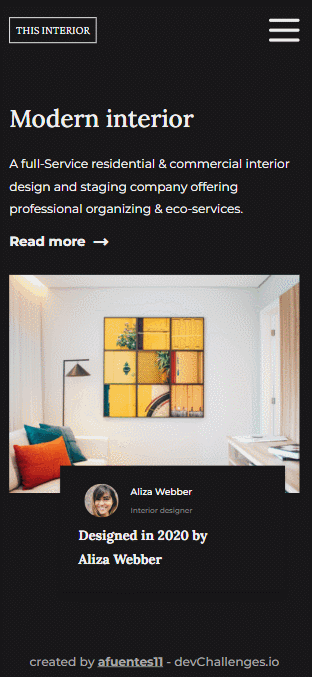 THIS INTERIOR
Modern interior
A full-Service residential & commercial interior
design and staging company offering
professional organizing & eco-services.
Read more →
Aliza Webber
Interior designer
Designed in 2020 by
Aliza Webber
created by afuentes11 - devChallenges.io